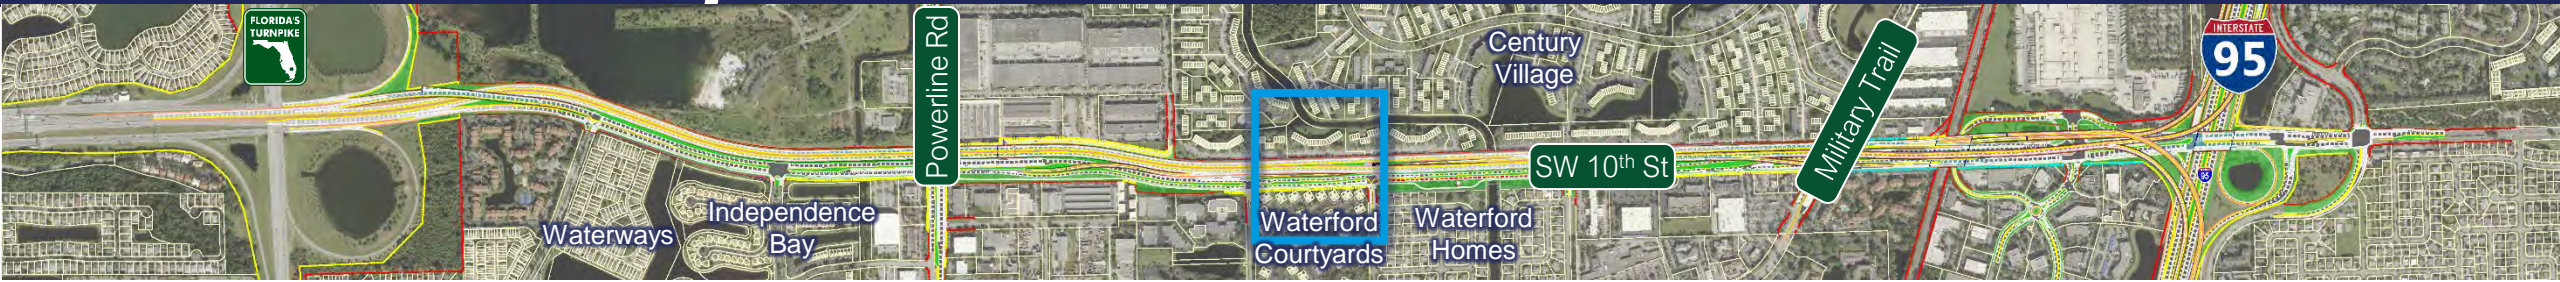 FLORIDA'S
TURNPIKE
Powerline Rd
Century
Village
Military Trail
INTERSTATE
95
SW 10th St
Waterways
Independence
Bay
Waterford
Courtyards
Waterford
Homes
95